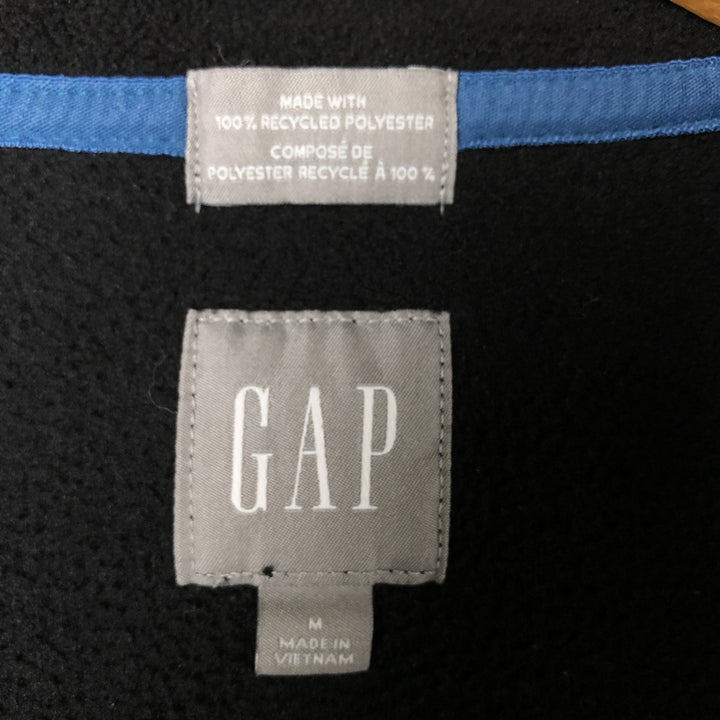 MADE WITH
100% RECYCLED POLYESTER
COMPOSÉ DE
POLYESTER RECYCLÉ À 100 %
GAP
M
MADE IN
VIETNAM